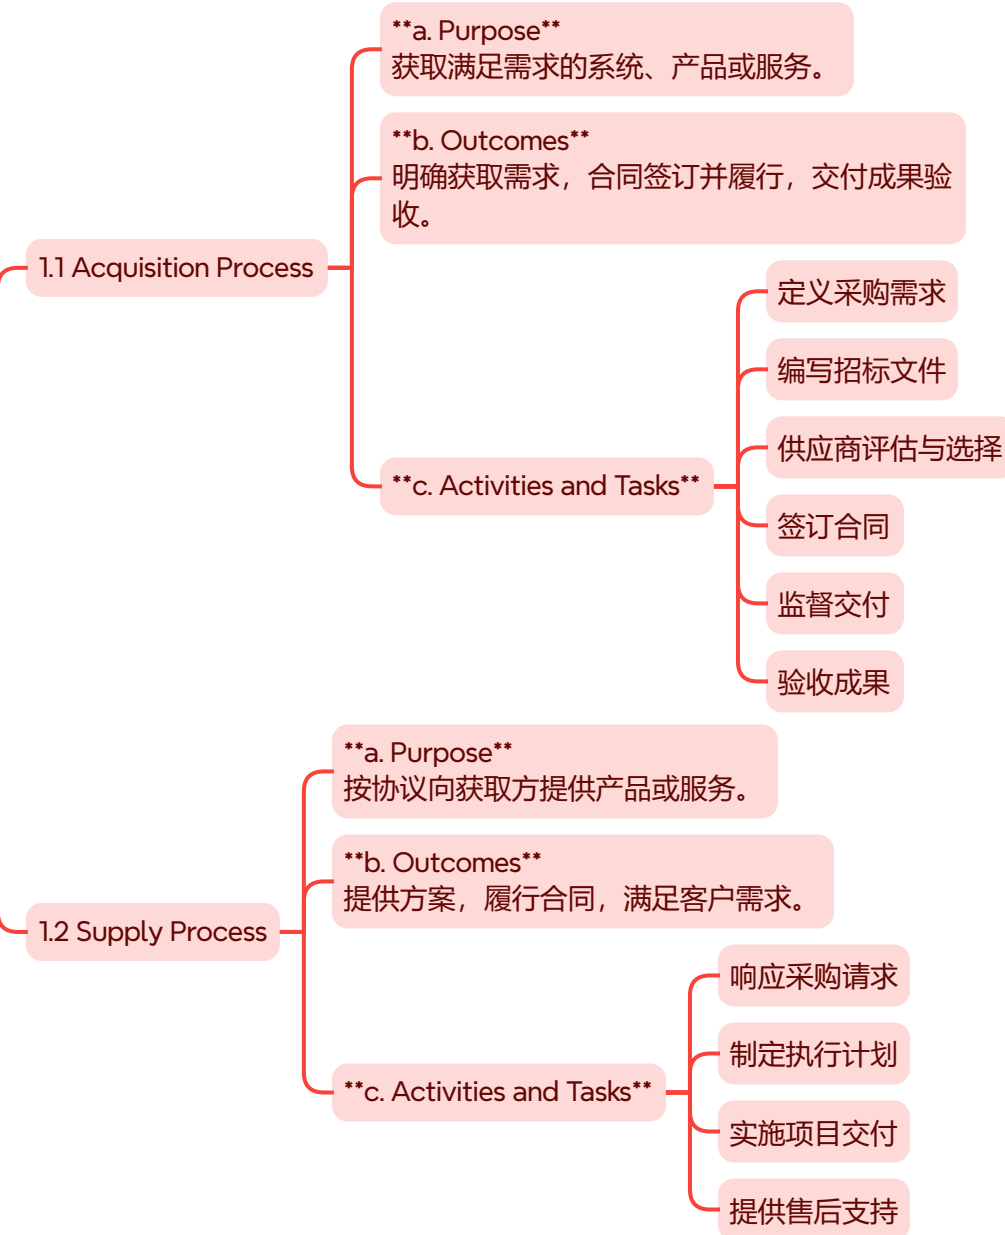 **a. Purpose**
获取满足需求的系统、产品或服务。
**b. Outcomes**
明确获取需求，合同签订并履行，交付成果验
收。
1.1 Acquisition Process
**c. Activities and Tasks**
定义采购需求
编写招标文件
供应商评估与选择
签订合同
监督交付
验收成果
**a. Purpose**
按协议向获取方提供产品或服务。
**b. Outcomes**
提供方案，履行合同，满足客户需求。
1.2 Supply Process
**c. Activities and Tasks**
响应采购请求
制定执行计划
实施项目交付
提供售后支持